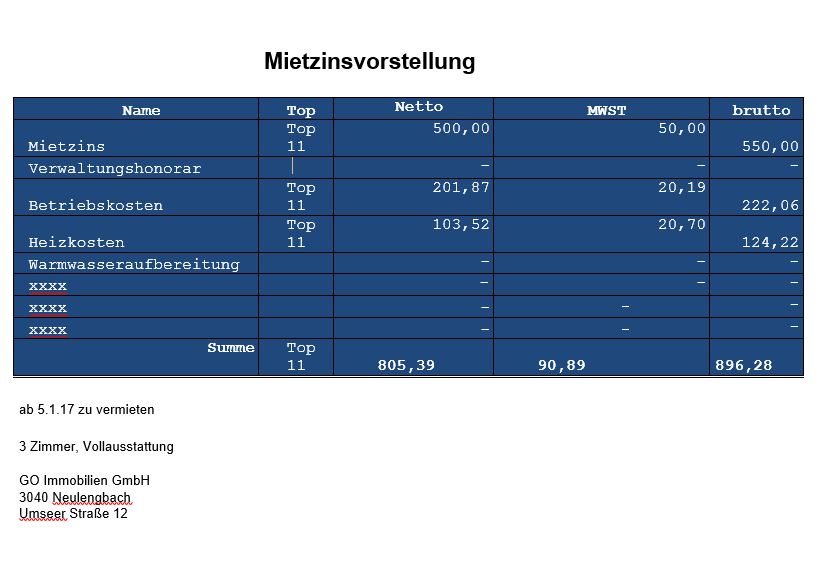 Mietzinsvorstellung
Name Top Netto MWST brutto
Mietzins Top 11 500,00 50,00 550,00
Verwaltungshonorar – – –
Betriebskosten Top 11 201,87 20,19 222,06
Heizkosten Top 11 103,52 20,70 124,22
Warmwasseraufbereitung – – –
xxxx – – –
xxxx – – –
xxxx – – –
Summe Top 11 805,39 90,89 896,28
ab 5.1.17 zu vermieten
3 Zimmer, Vollausstattung
GO Immobilien GmbH
3040 Neulengbach
Umseer Straße 12